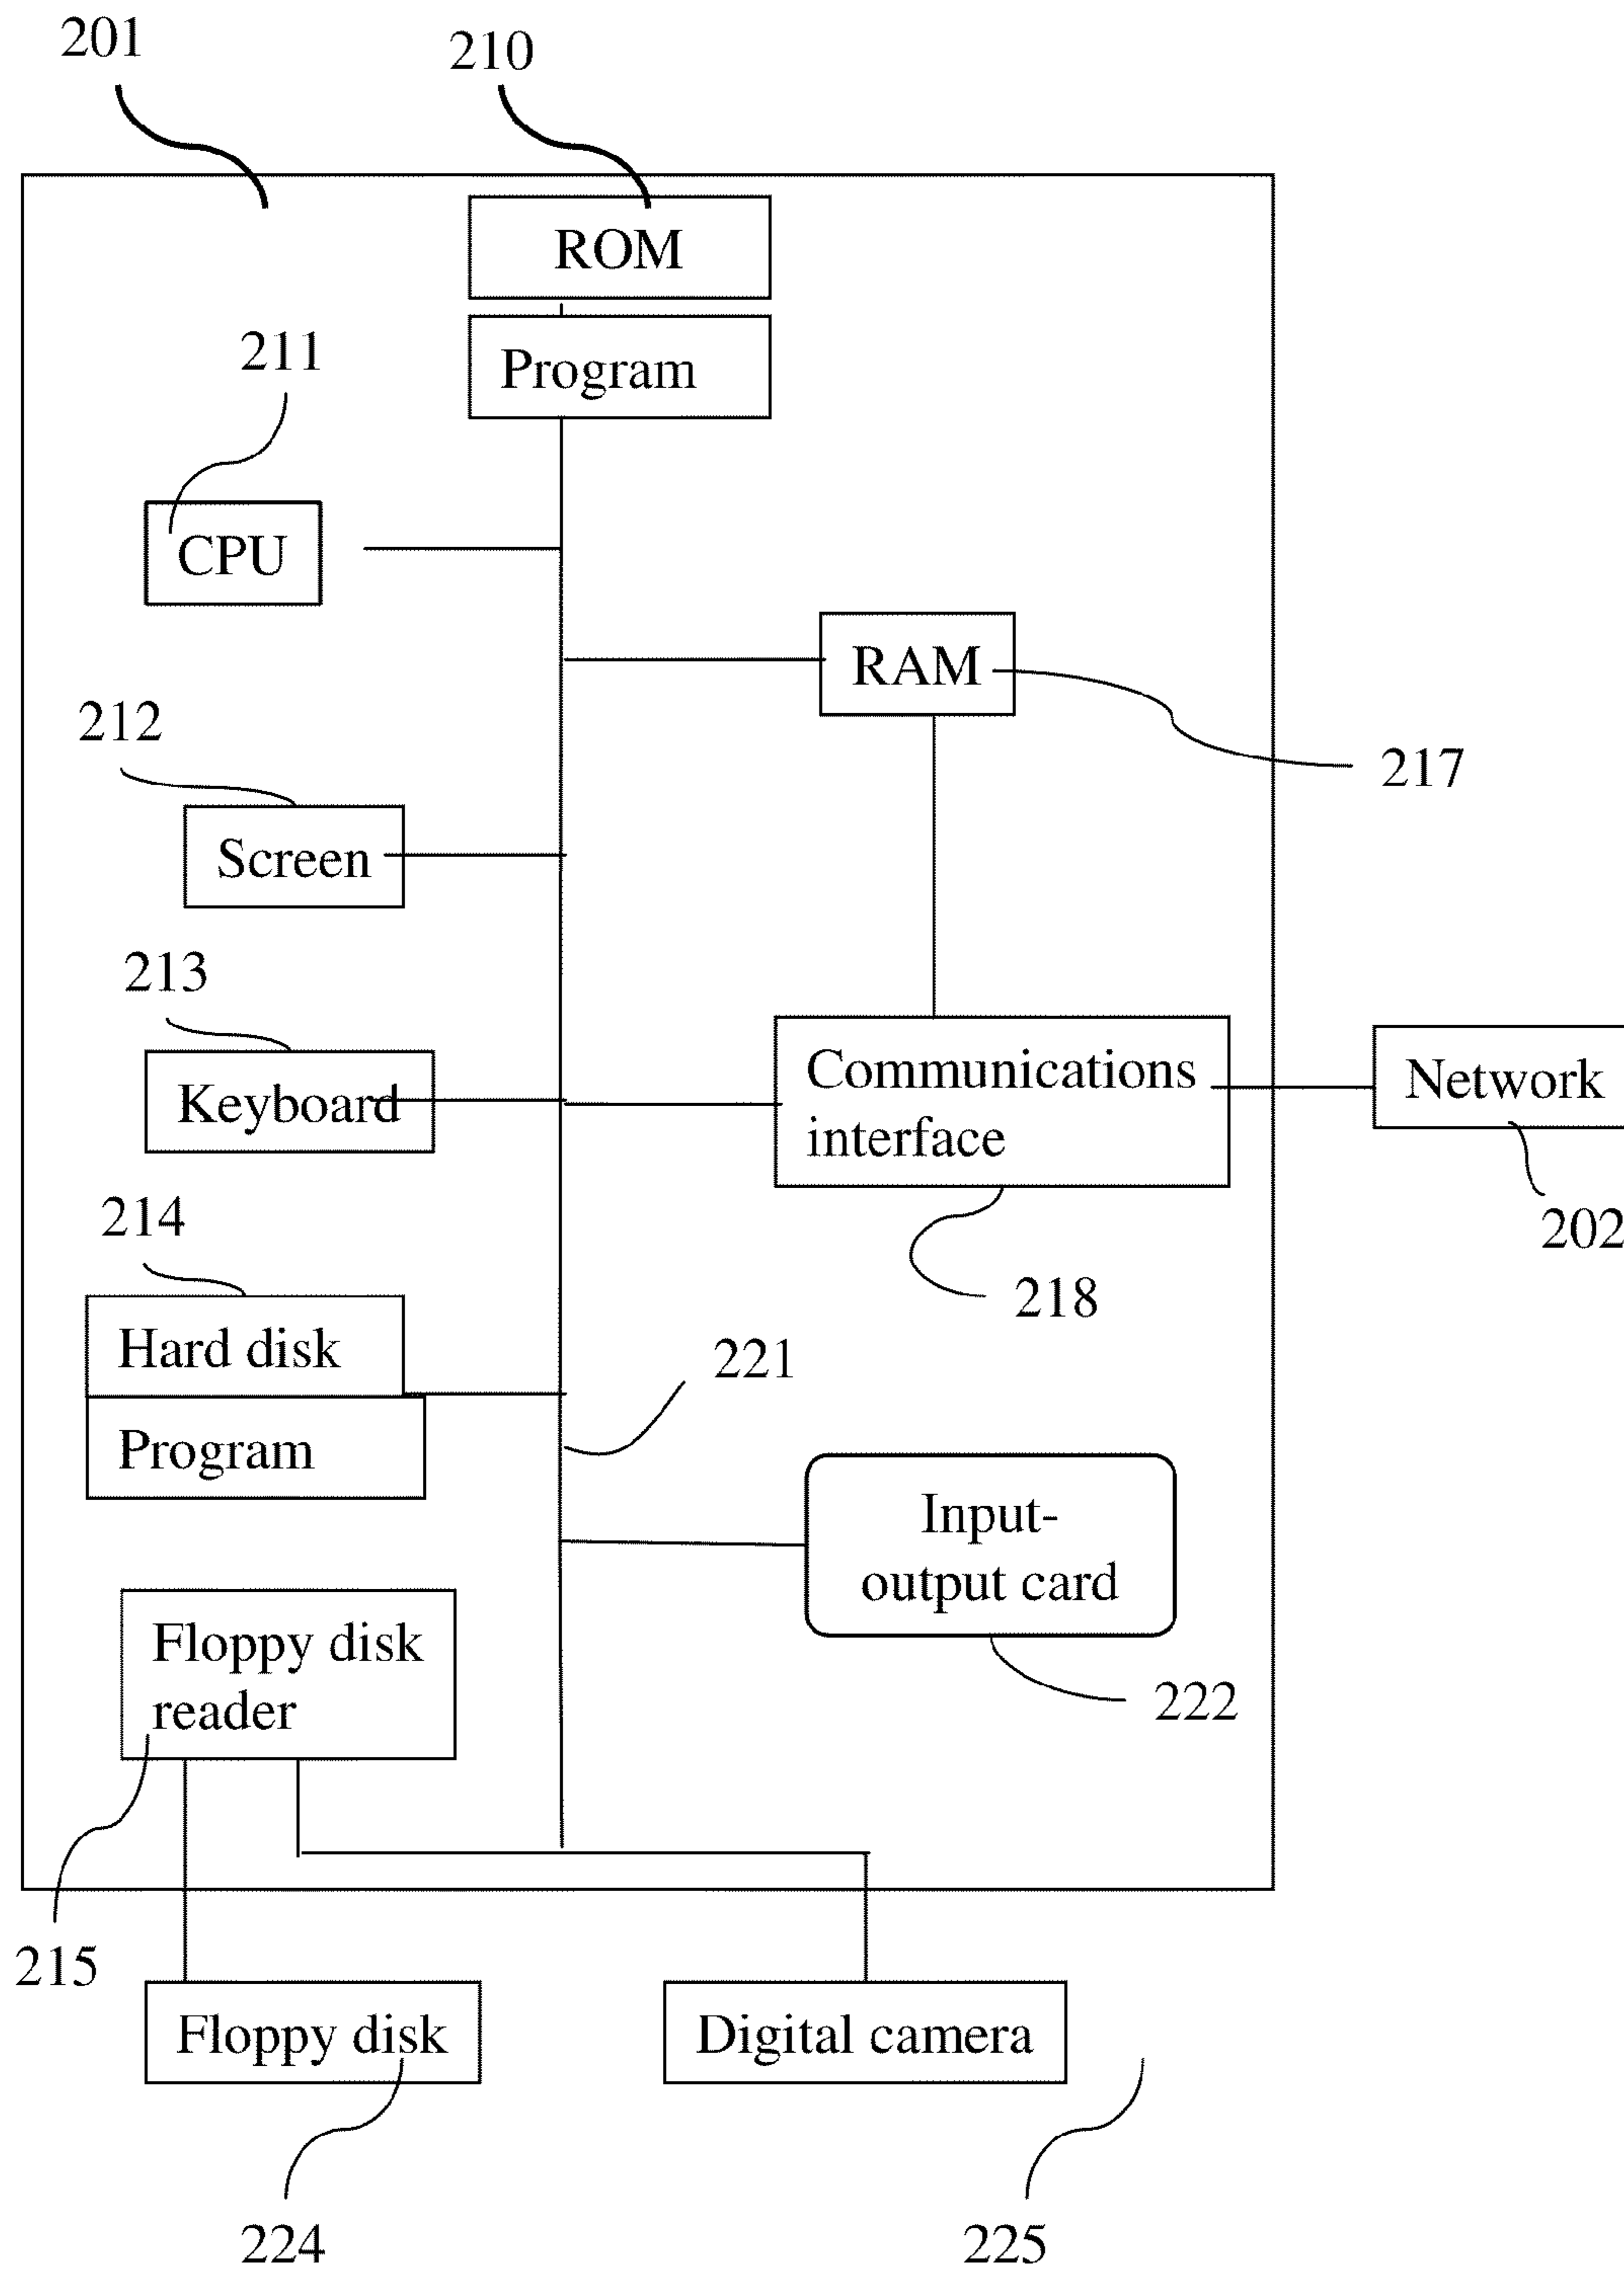 201
210
ROM
Program
211
CPU
RAM
217
212
Screen
213
Keyboard
Communications
interface
Network
202
214
218
Hard disk
Program
221
Input-
output card
222
Floppy disk
reader
215
Floppy disk
Digital camera
224
225